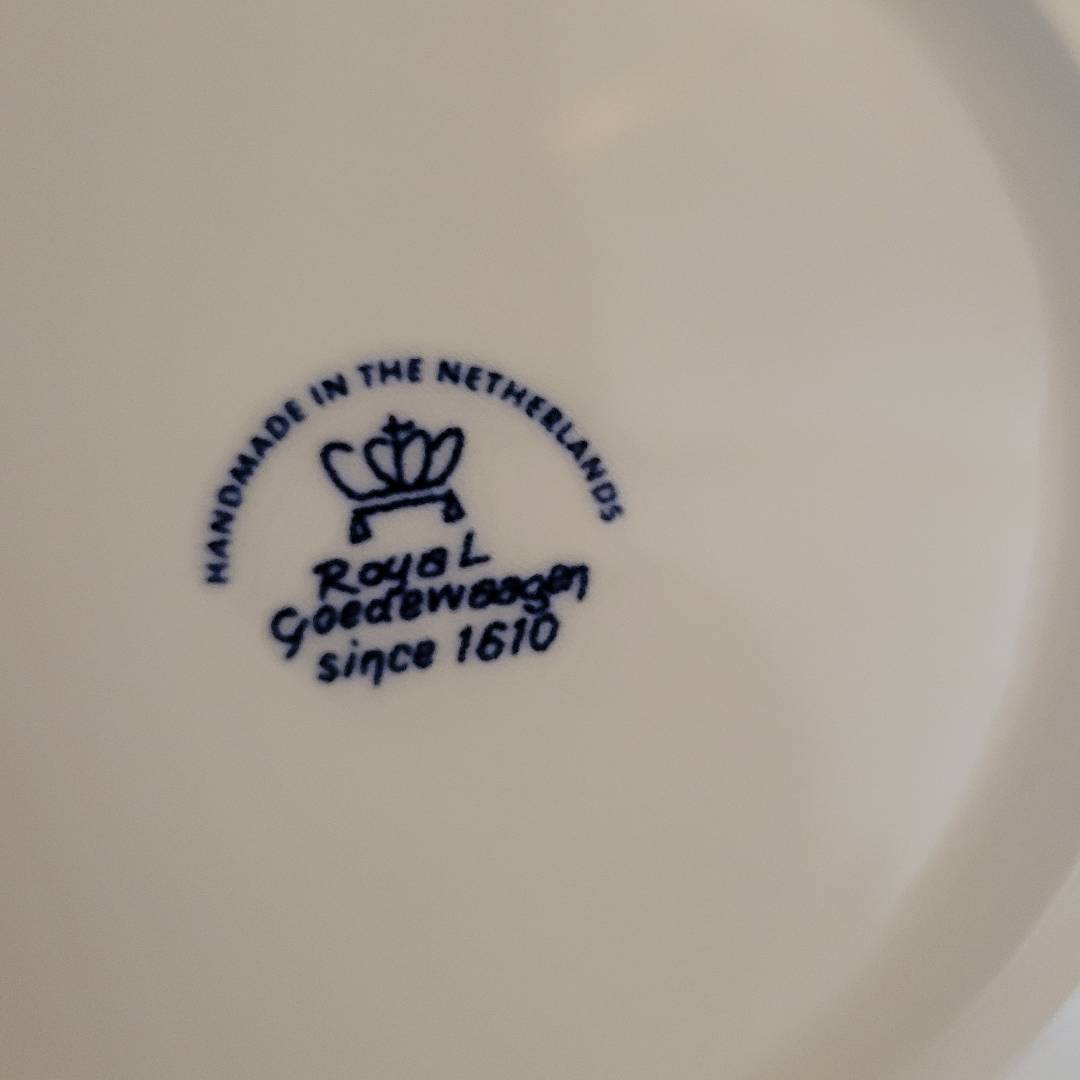 HANDMADE IN THE NETHERLANDS
Royal
Goedewaagen
since 1610